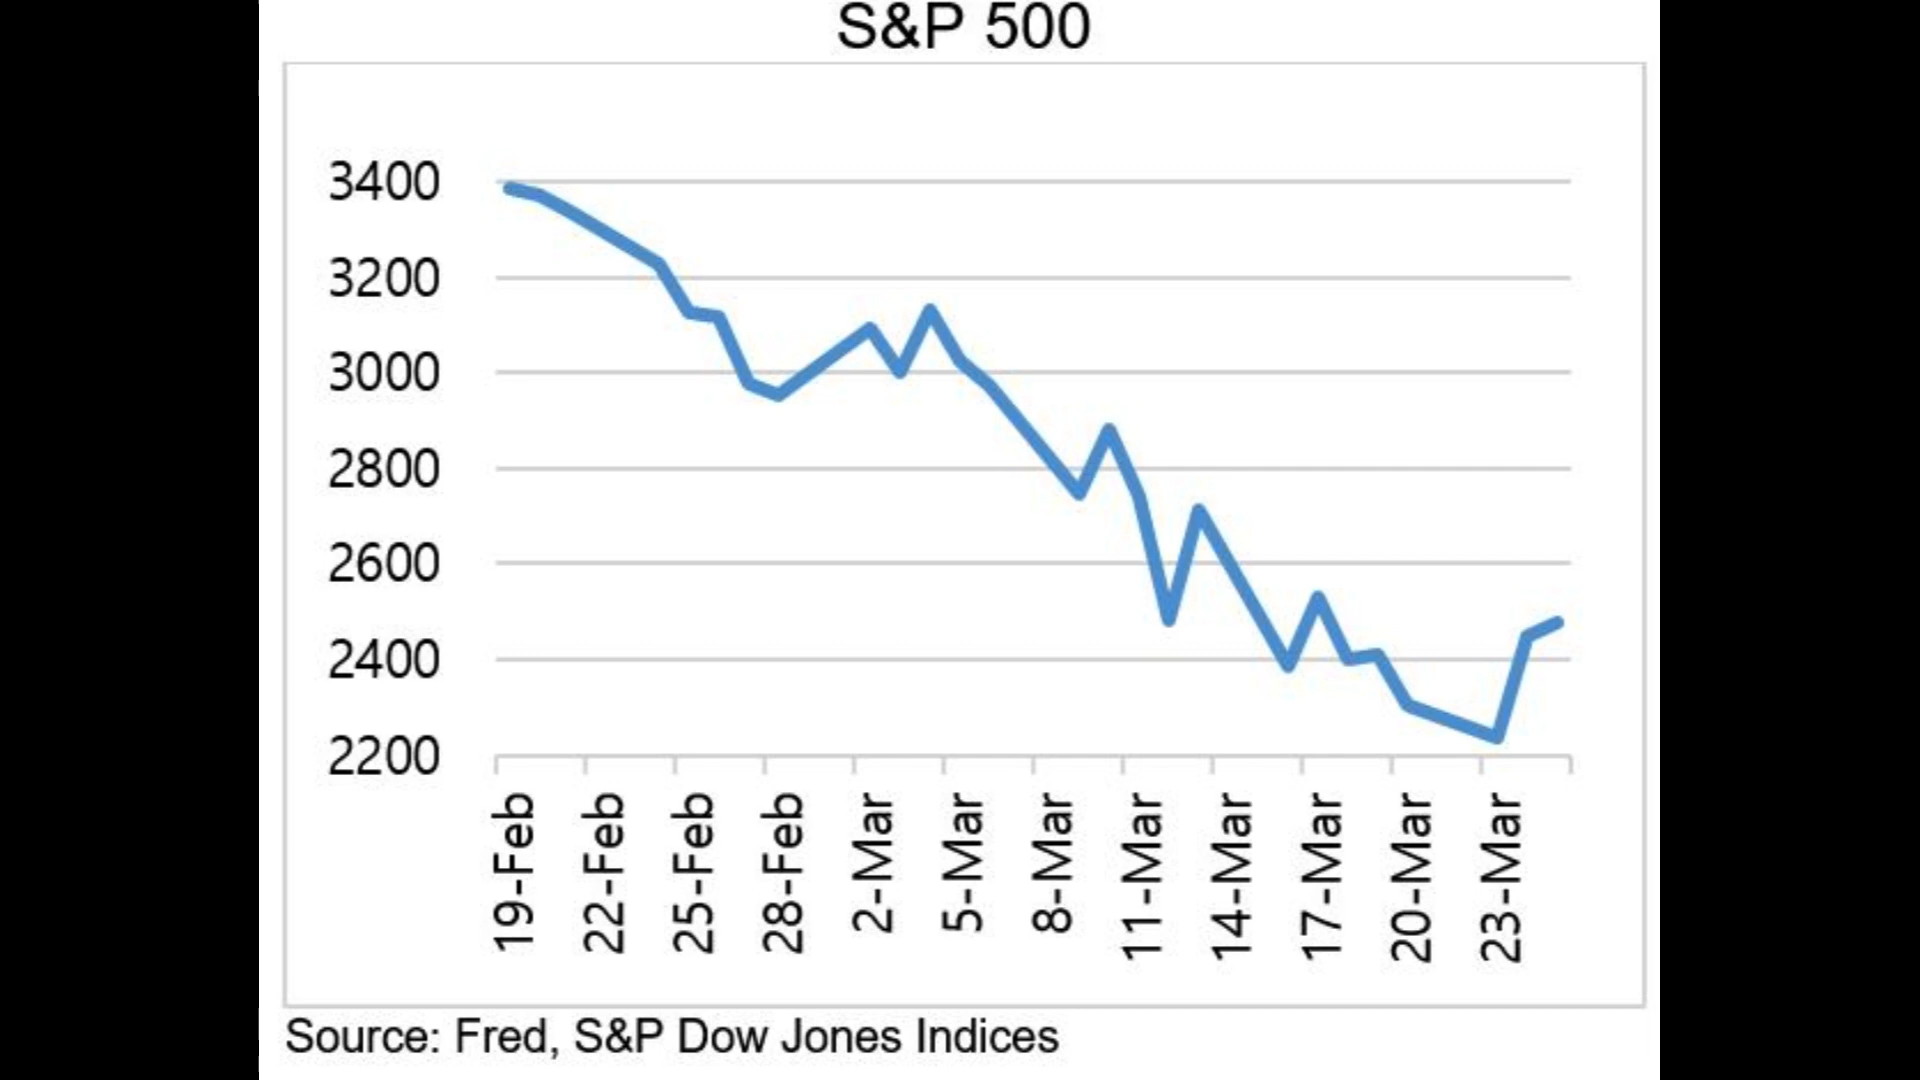 S&P 500
3400
3200
3000
2800
2600
2400
2200
19-Feb
22-Feb
25-Feb
28-Feb
2-Mar
5-Mar
8-Mar
11-Mar
14-Mar
17-Mar
20-Mar
23-Mar
Source: Fred, S&P Dow Jones Indices